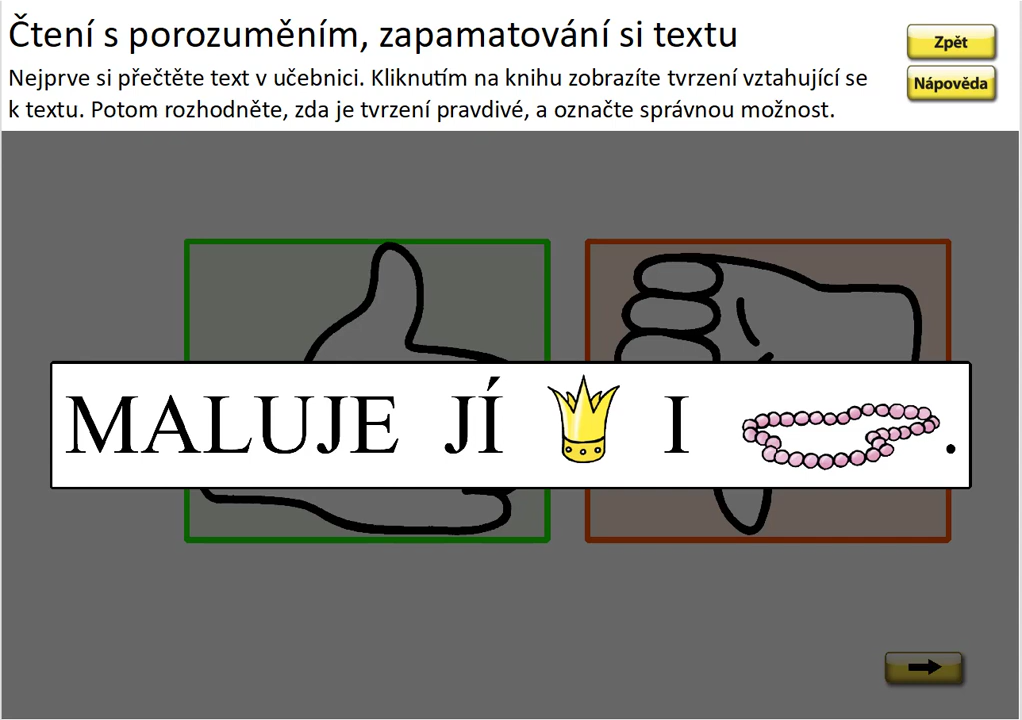 Čtení s porozuměním, zapamatování si textu
Zpět
Nejprve si přečtěte text v učebnici. Kliknutím na knihu zobrazíte tvrzení vztahující se
k textu. Potom rozhodněte, zda je tvrzení pravdivé, a označte správnou možnost.
Nápověda
MALUJE JÍ I .